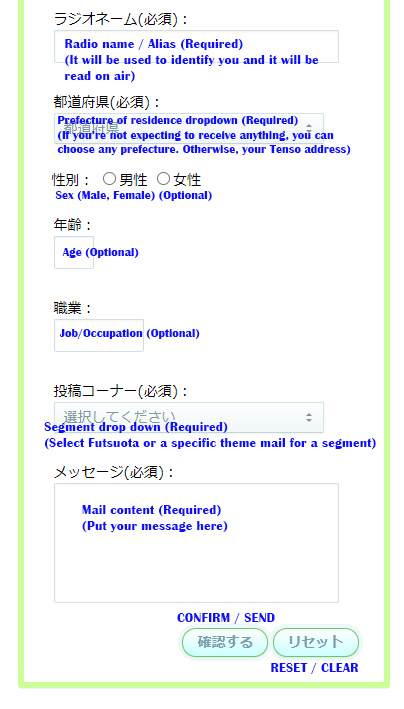 ラジオネーム(必須)：
Radio name / Alias (Required)
(It will be used to identify you and it will be
read on air)
都道府県(必須)：
都道府県
Prefecture of residence dropdown (Required)
(If you're not expecting to receive anything, you can
choose any prefecture. Otherwise, your Tenso address)
性別： 男性 女性
Sex (Male, Female) (Optional)
年齢：
Age (Optional)
職業：
Job/Occupation (Optional)
投稿コーナー(必須)：
選択してください
Segment drop down (Required)
(Select Futsuota or a specific theme mail for a segment)
メッセージ(必須)：
Mail content (Required)
(Put your message here)
CONFIRM / SEND
確認する リセット
RESET / CLEAR